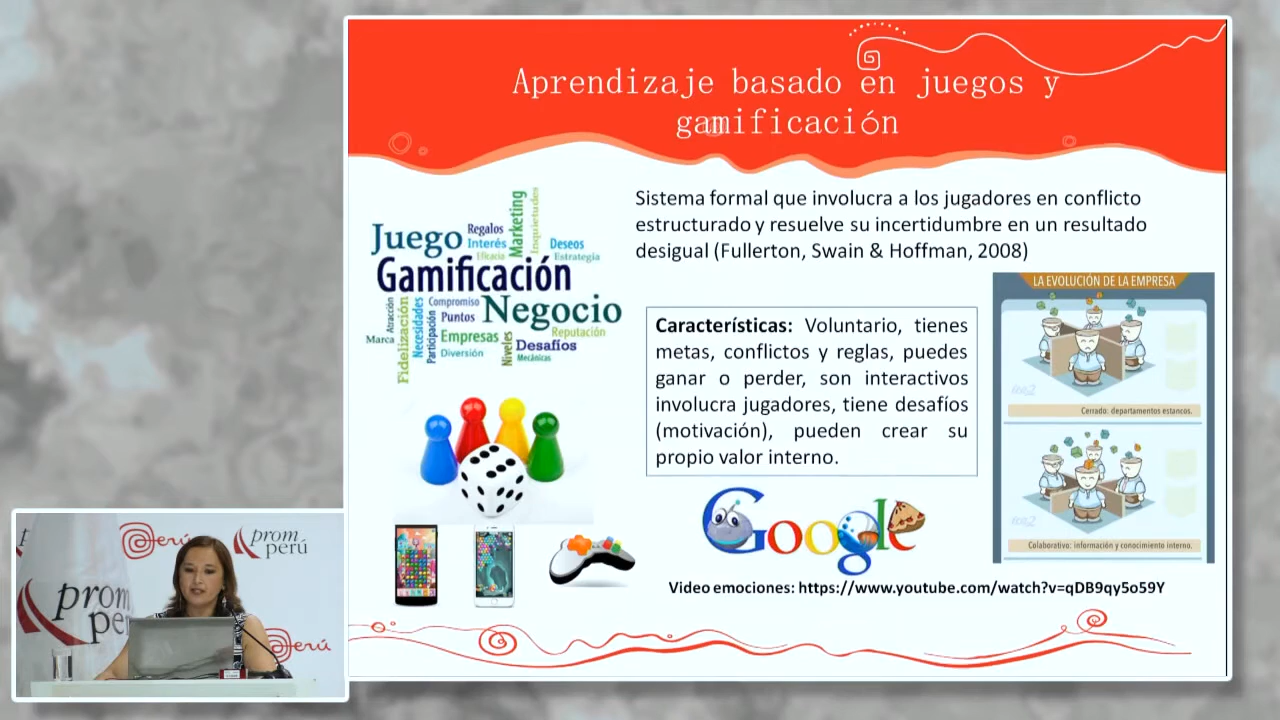 Aprendizaje basado en juegos y
gamificación
Sistema formal que involucra a los jugadores en conflicto
estructurado y resuelve su incertidumbre en un resultado
desigual (Fullerton, Swain & Hoffman, 2008)
Juego
Regalos
Interés
Eficacia
Marketing
Inquietudes
Deseos
Estrategia
Gamificación
Atracción
Marca
Fidelización
Necesidades
Participación
Compromiso
Puntos
Negocio
Reputación
Empresas
Diversión
Niveles
Desafíos
Mecánicas
Características: Voluntario, tienes
metas, conflictos y reglas, puedes
ganar o perder, son interactivos
involucra jugadores, tiene desafíos
(motivación), pueden crear su
propio valor interno.
LA EVOLUCIÓN DE LA EMPRESA
Cerrado: departamentos estancos.
Colaborativo: información y conocimiento interno.
Google
Video emociones: https://www.youtube.com/watch?v=qDB9qy5o59Y
Perú
prom
perú
prom
pe
Perú